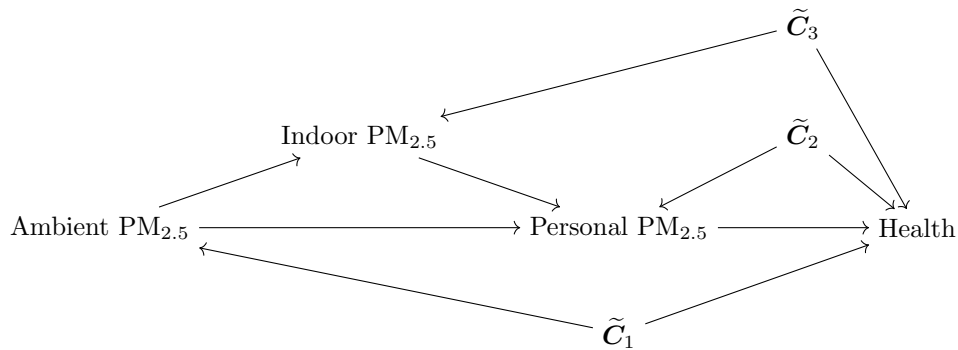 C̃₃
Indoor PM₂.₅
C̃₂
Ambient PM₂.₅
Personal PM₂.₅
Health
C̃₁